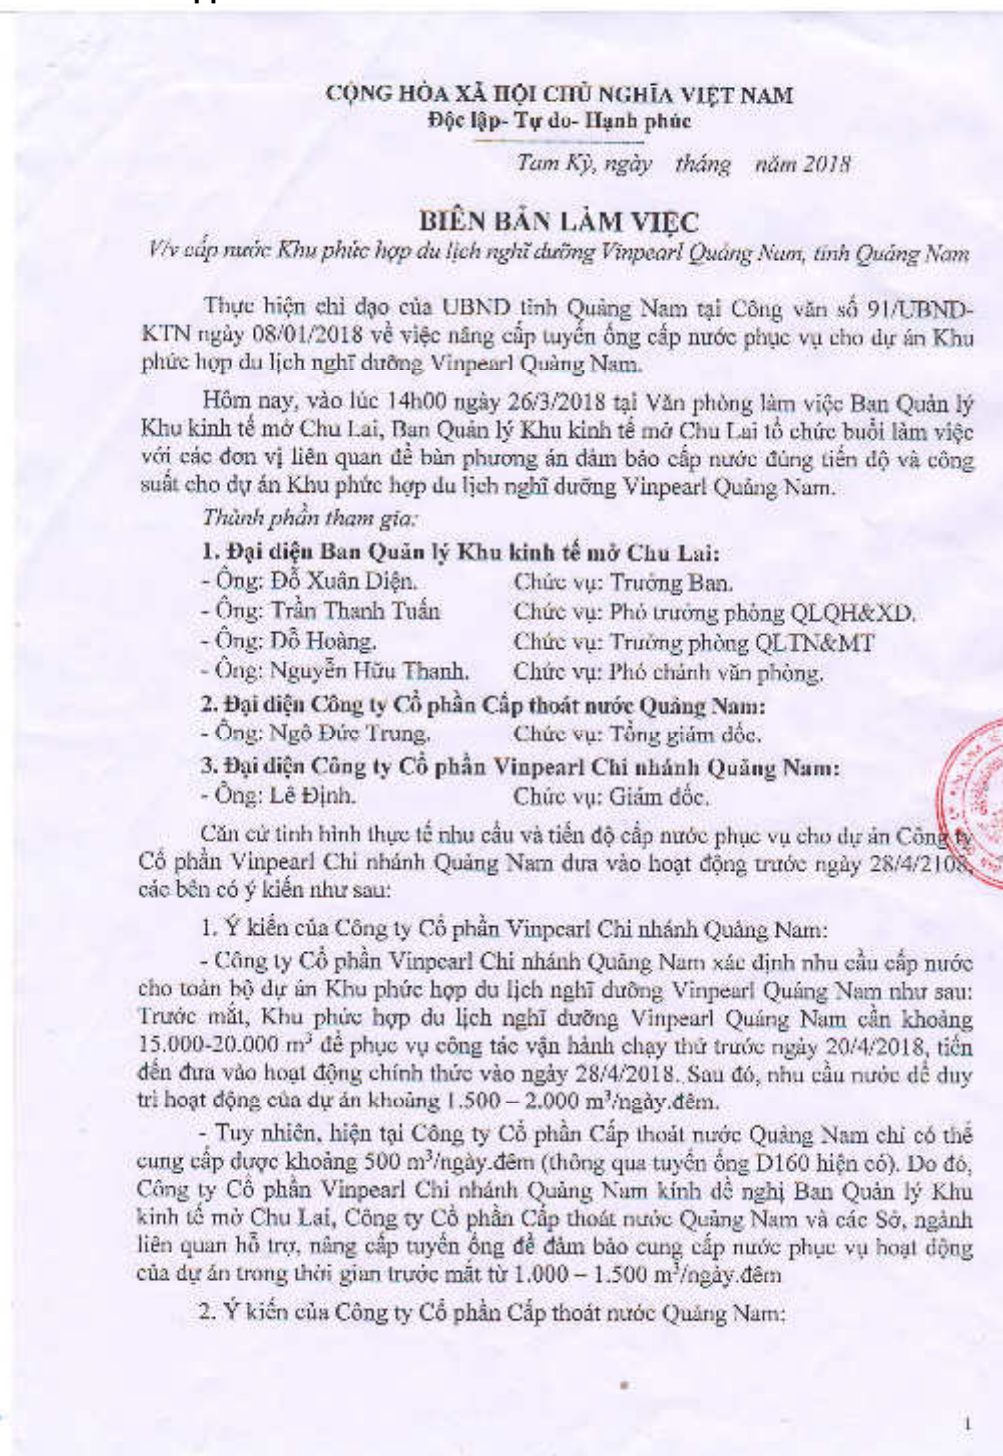 CỘNG HÒA XÃ HỘI CHỦ NGHĨA VIỆT NAM
Độc lập- Tự do- Hạnh phúc
Tam Kỳ, ngày tháng năm 2018
BIÊN BẢN LÀM VIỆC
V/v cấp nước Khu phức hợp du lịch nghĩ dưỡng Vinpearl Quảng Nam, tỉnh Quảng Nam
Thực hiện chỉ đạo của UBND tỉnh Quảng Nam tại Công văn số 91/UBND-
KTN ngày 08/01/2018 về việc nâng cấp tuyến ống cấp nước phục vụ cho dự án Khu
phức hợp du lịch nghĩ dưỡng Vinpearl Quảng Nam.
Hôm nay, vào lúc 14h00 ngày 26/3/2018 tại Văn phòng làm việc Ban Quản lý
Khu kinh tế mở Chu Lai, Ban Quản lý Khu kinh tế mở Chu Lai tổ chức buổi làm việc
với các đơn vị liên quan để bàn phương án đảm bảo cấp nước đúng tiến độ và công
suất cho dự án Khu phức hợp du lịch nghĩ dưỡng Vinpearl Quảng Nam.
Thành phần tham gia:
1. Đại diện Ban Quản lý Khu kinh tế mở Chu Lai:
- Ông: Đỗ Xuân Diện. Chức vụ: Trưởng Ban.
- Ông: Trần Thanh Tuấn Chức vụ: Phó trưởng phòng QLQH&XD.
- Ông: Đỗ Hoàng. Chức vụ: Trưởng phòng QLTN&MT
- Ông: Nguyễn Hữu Thanh. Chức vụ: Phó chánh văn phòng.
2. Đại diện Công ty Cổ phần Cấp thoát nước Quảng Nam:
- Ông: Ngô Đức Trung. Chức vụ: Tổng giám đốc.
3. Đại diện Công ty Cổ phần Vinpearl Chi nhánh Quảng Nam:
- Ông: Lê Định. Chức vụ: Giám đốc.
Căn cứ tình hình thực tế nhu cầu và tiến độ cấp nước phục vụ cho dự án Công ty
Cổ phần Vinpearl Chi nhánh Quảng Nam đưa vào hoạt động trước ngày 28/4/2108,
các bên có ý kiến như sau:
1. Ý kiến của Công ty Cổ phần Vinpearl Chi nhánh Quảng Nam:
- Công ty Cổ phần Vinpearl Chi nhánh Quảng Nam xác định nhu cầu cấp nước
cho toàn bộ dự án Khu phức hợp du lịch nghĩ dưỡng Vinpearl Quảng Nam như sau:
Trước mắt, Khu phức hợp du lịch nghĩ dưỡng Vinpearl Quảng Nam cần khoảng
15.000-20.000 m³ để phục vụ công tác vận hành chạy thử trước ngày 20/4/2018, tiến
đến đưa vào hoạt động chính thức vào ngày 28/4/2018. Sau đó, nhu cầu nước để duy
trì hoạt động của dự án khoảng 1.500 – 2.000 m³/ngày.đêm.
- Tuy nhiên, hiện tại Công ty Cổ phần Cấp thoát nước Quảng Nam chỉ có thể
cung cấp được khoảng 500 m³/ngày.đêm (thông qua tuyến ống D160 hiện có). Do đó,
Công ty Cổ phần Vinpearl Chi nhánh Quảng Nam kính đề nghị Ban Quản lý Khu
kinh tế mở Chu Lai, Công ty Cổ phần Cấp thoát nước Quảng Nam và các Sở, ngành
liên quan hỗ trợ, nâng cấp tuyến ống để đảm bảo cung cấp nước phục vụ hoạt động
của dự án trong thời gian trước mắt từ 1.000 – 1.500 m³/ngày.đêm
2. Ý kiến của Công ty Cổ phần Cấp thoát nước Quảng Nam:
1